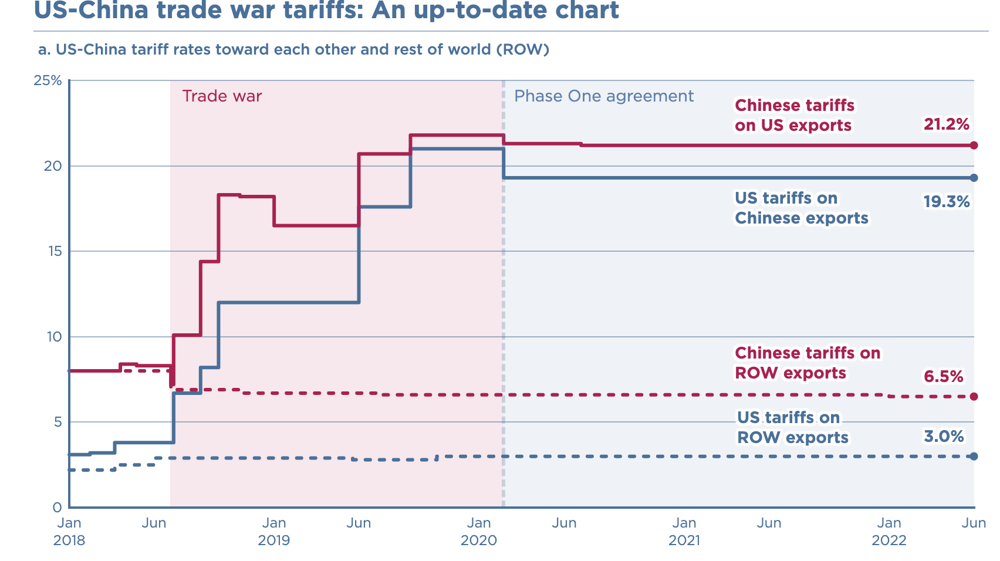 US-China trade war tariffs: An up-to-date chart
a. US-China tariff rates toward each other and rest of world (ROW)
25%
20
15
10
5
0
Trade war
Phase One agreement
Chinese tariffs
on US exports
21.2%
US tariffs on
Chinese exports
19.3%
Chinese tariffs on
ROW exports
6.5%
US tariffs on
ROW exports
3.0%
Jan Jun Jan Jun Jan Jun Jan Jun Jan Jun
2018 2019 2020 2021 2022